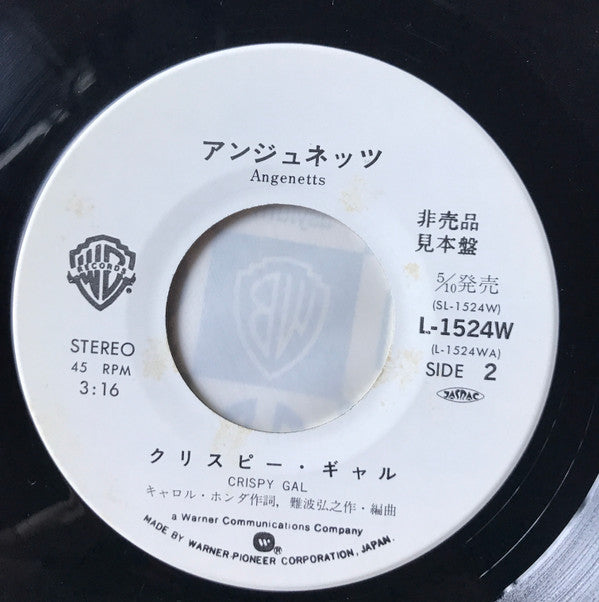 アンジュネッツ
Angenetts
非売品
見本盤
RECORDS
5/10発売
(SL-1524W)
L-1524W
(L-1524WA)
STEREO
45 RPM
3:16
SIDE 2
JASRAC
クリスピー・ギャル
CRISPY GAL
キャロル・ホンダ作詞, 難波弘之作・編曲
a Warner Communications Company
®
MADE BY WARNER-PIONEER CORPORATION, JAPAN.